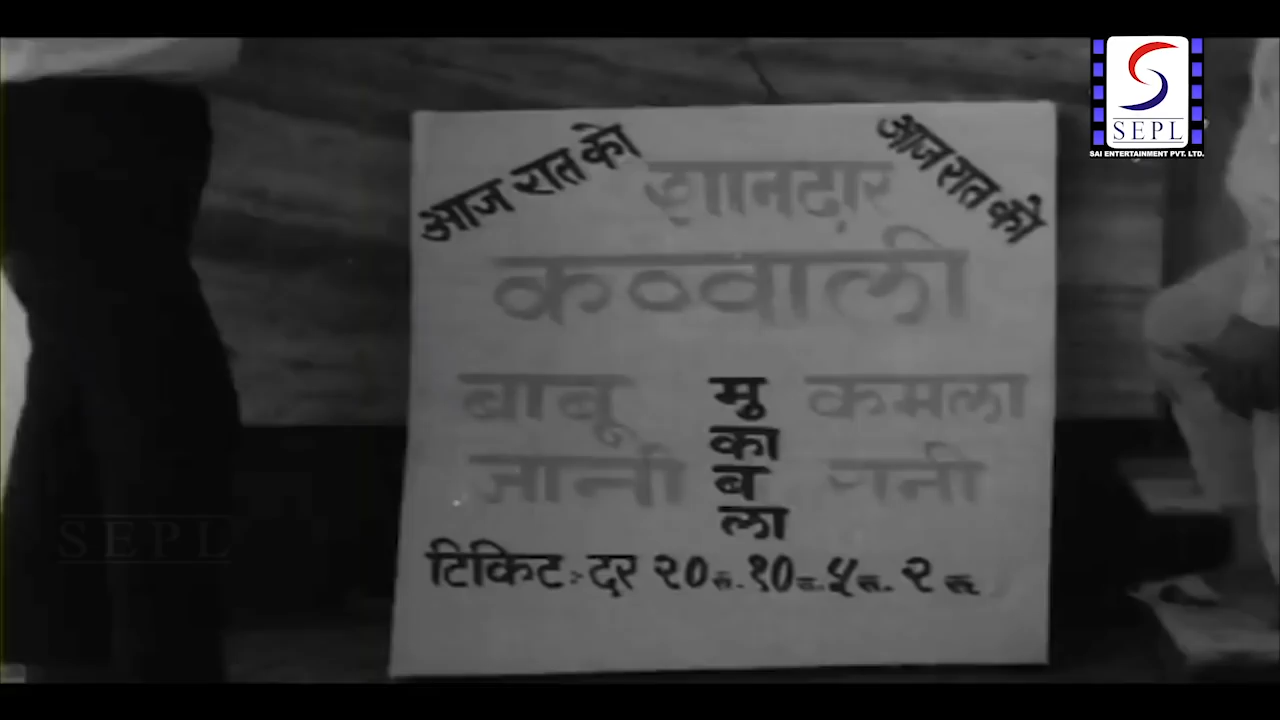 आज रात को
आज रात को
शानदार
कव्वाली
बाबू
मु
कमला
का
जानी
ब
रानी
ला
टिकिट:- दर २० रु. १० रु. ५ रु. २ रु
SEPL
SAI ENTERTAINMENT PVT. LTD.
SEPL